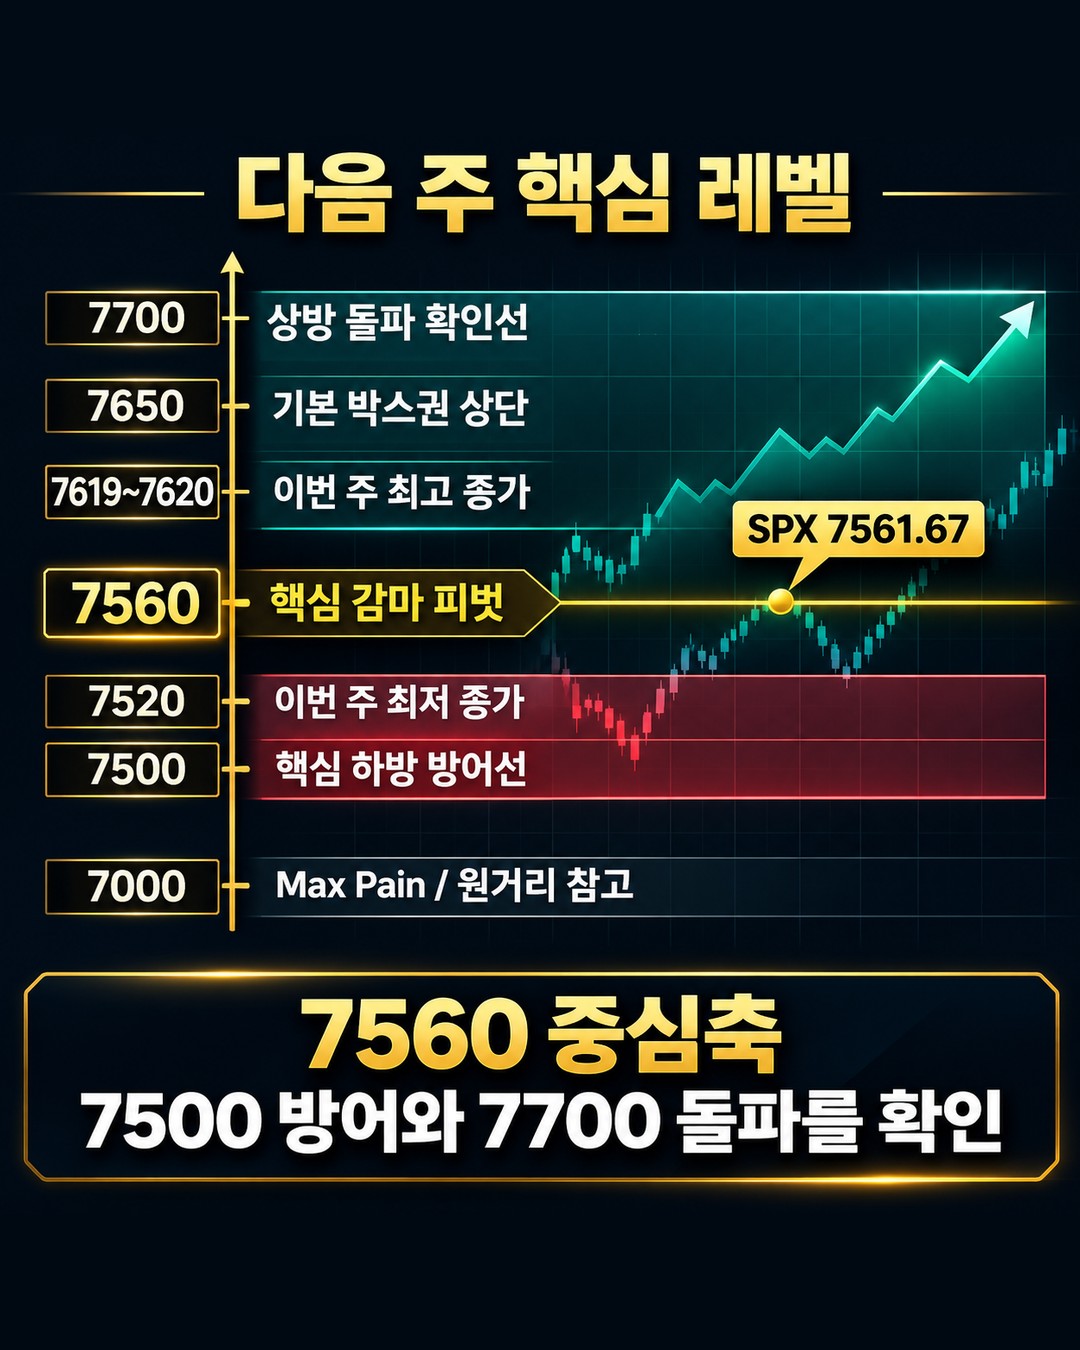 다음 주 핵심 레벨
7700 상방 돌파 확인선
7650 기본 박스권 상단
7619~7620 이번 주 최고 종가
SPX 7561.67
7560 핵심 감마 피벗
7520 이번 주 최저 종가
7500 핵심 하방 방어선
7000 Max Pain / 원거리 참고
7560 중심축
7500 방어와 7700 돌파를 확인